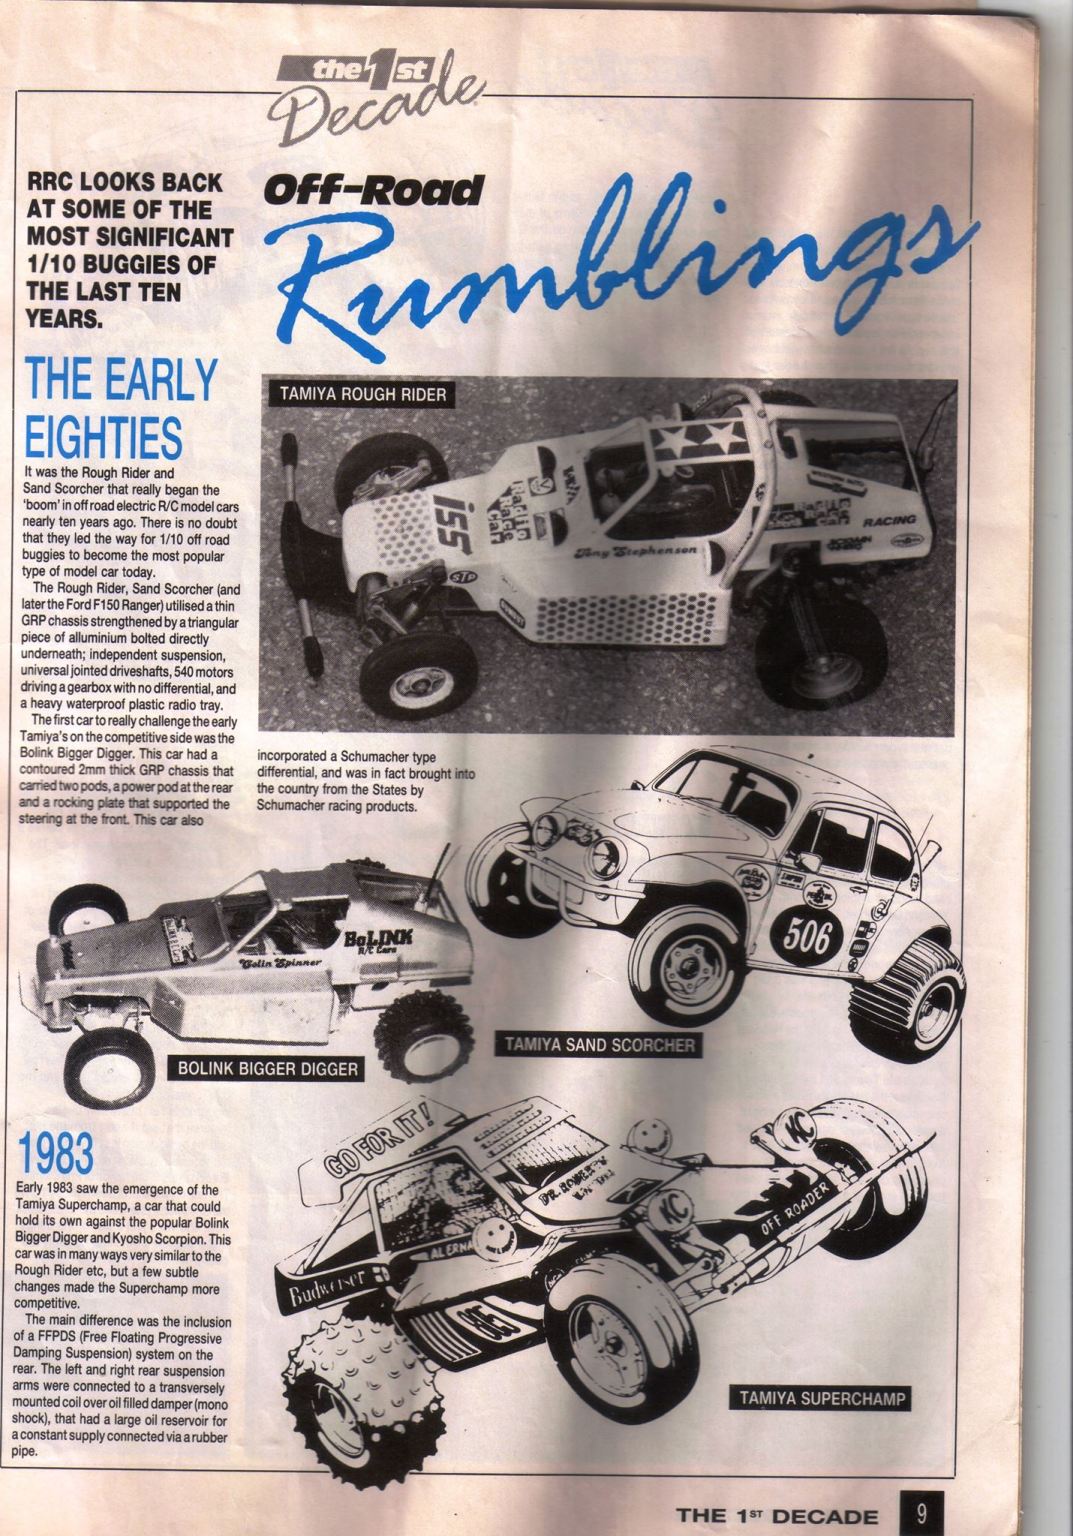 the 1st
Decade
RRC LOOKS BACK
AT SOME OF THE
MOST SIGNIFICANT
1/10 BUGGIES OF
THE LAST TEN
YEARS.
Off-Road
Rumblings
THE EARLY
EIGHTIES
It was the Rough Rider and
Sand Scorcher that really began the
'boom' in off road electric R/C model cars
nearly ten years ago. There is no doubt
that they led the way for 1/10 off road
buggies to become the most popular
type of model car today.
The Rough Rider, Sand Scorcher (and
later the Ford F150 Ranger) utilised a thin
GRP chassis strengthened by a triangular
piece of alluminium bolted directly
underneath; independent suspension,
universal jointed driveshafts, 540 motors
driving a gearbox with no differential, and
a heavy waterproof plastic radio tray.
The first car to really challenge the early
Tamiya's on the competitive side was the
Bolink Bigger Digger. This car had a
contoured 2mm thick GRP chassis that
carried two pods, a power pod at the rear
and a rocking plate that supported the
steering at the front. This car also
TAMIYA ROUGH RIDER
155
Radio
Race
Car
Tony Stephenson
STP
RACING
incorporated a Schumacher type
differential, and was in fact brought into
the country from the States by
Schumacher racing products.
506
TAMIYA SAND SCORCHER
BoLINK
R/C Cars
Colin Spinner
BOLINK BIGGER DIGGER
1983
Early 1983 saw the emergence of the
Tamiya Superchamp, a car that could
hold its own against the popular Bolink
Bigger Digger and Kyosho Scorpion. This
car was in many ways very similar to the
Rough Rider etc, but a few subtle
changes made the Superchamp more
competitive.
The main difference was the inclusion
of a FFPDS (Free Floating Progressive
Damping Suspension) system on the
rear. The left and right rear suspension
arms were connected to a transversely
mounted coil over oil filled damper (mono
shock), that had a large oil reservoir for
a constant supply connected via a rubber
pipe.
GO FOR IT!
KC
KC
OFF ROADER
Budweiser
TAMIYA SUPERCHAMP
THE 1ST DECADE 9